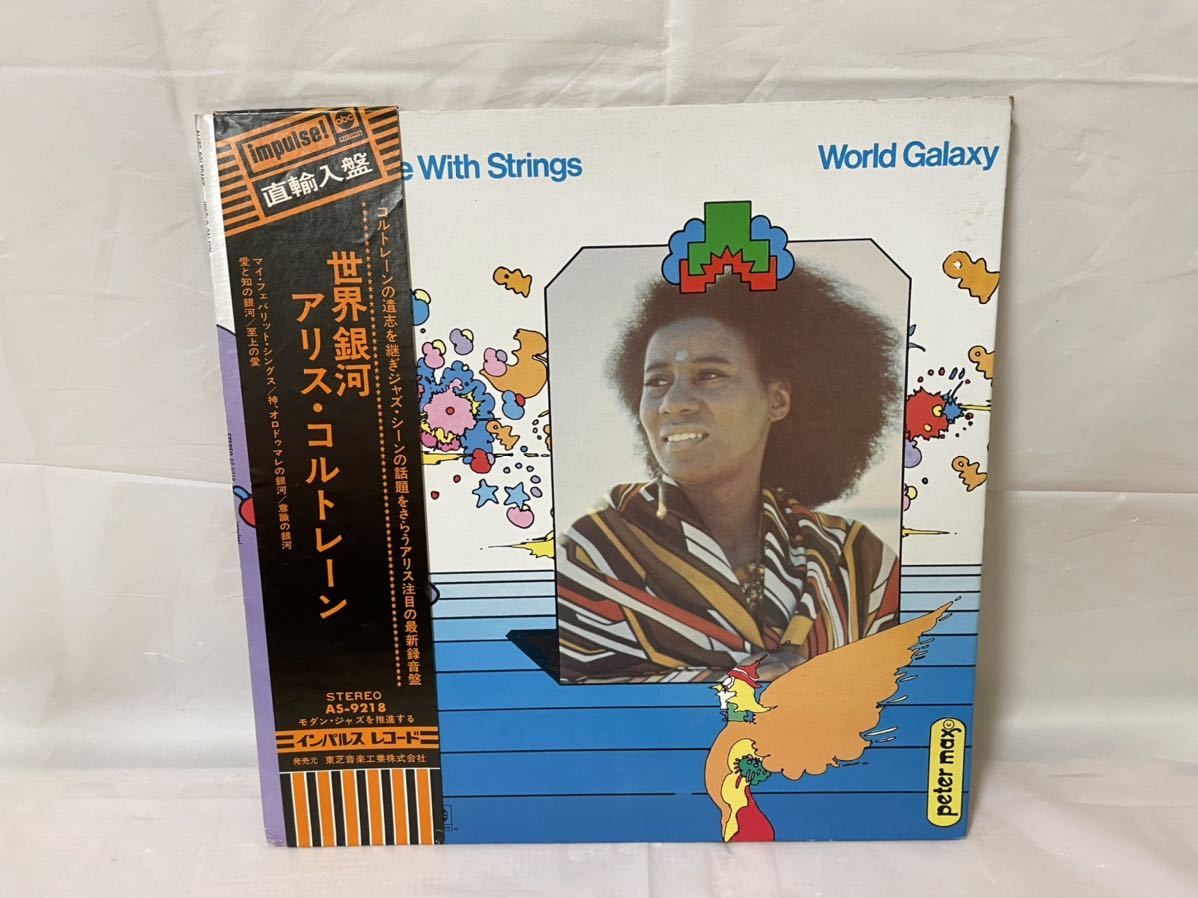 impulse!
abc
RECORDS
直輸入盤
コルトレーンの遺志を継ぎジャズ・シーンの話題をさらうアリス注目の最新録音盤
世界銀河
アリス・コルトレーン
マイ・フェバリット・シングス/神、オロドゥマレの銀河/意識の銀河
愛と知の銀河/至上の愛
STEREO
AS-9218
モダン・ジャズを推進する
インパルス レコード
発売元 東芝音楽工業株式会社
e With Strings
World Galaxy
peter max©